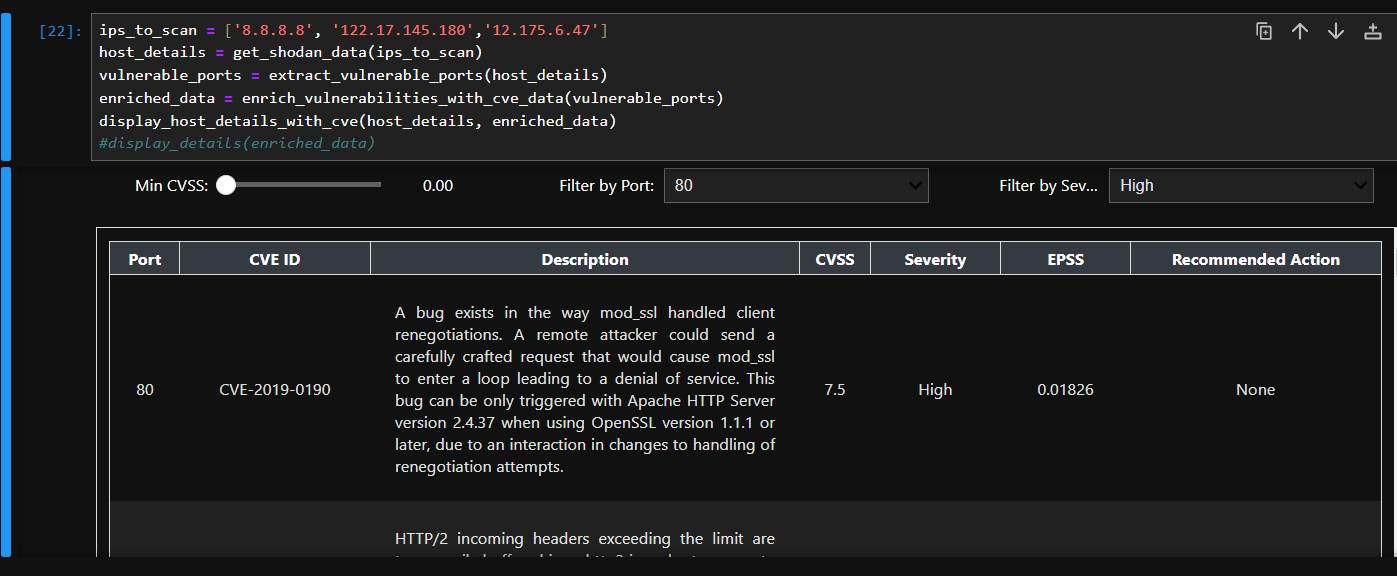 [22]:
ips_to_scan = ['8.8.8.8', '122.17.145.180','12.175.6.47']
host_details = get_shodan_data(ips_to_scan)
vulnerable_ports = extract_vulnerable_ports(host_details)
enriched_data = enrich_vulnerabilities_with_cve_data(vulnerable_ports)
display_host_details_with_cve(host_details, enriched_data)
#display_details(enriched_data)
Min CVSS: 0.00 Filter by Port: 80 Filter by Sev... High
Port CVE ID Description CVSS Severity EPSS Recommended Action
A bug exists in the way mod_ssl handled client
renegotiations. A remote attacker could send a
carefully crafted request that would cause mod_ssl
to enter a loop leading to a denial of service. This
80 CVE-2019-0190 bug can be only triggered with Apache HTTP Server 7.5 High 0.01826 None
version 2.4.37 when using OpenSSL version 1.1.1 or
later, due to an interaction in changes to handling of
renegotiation attempts.
HTTP/2 incoming headers exceeding the limit are